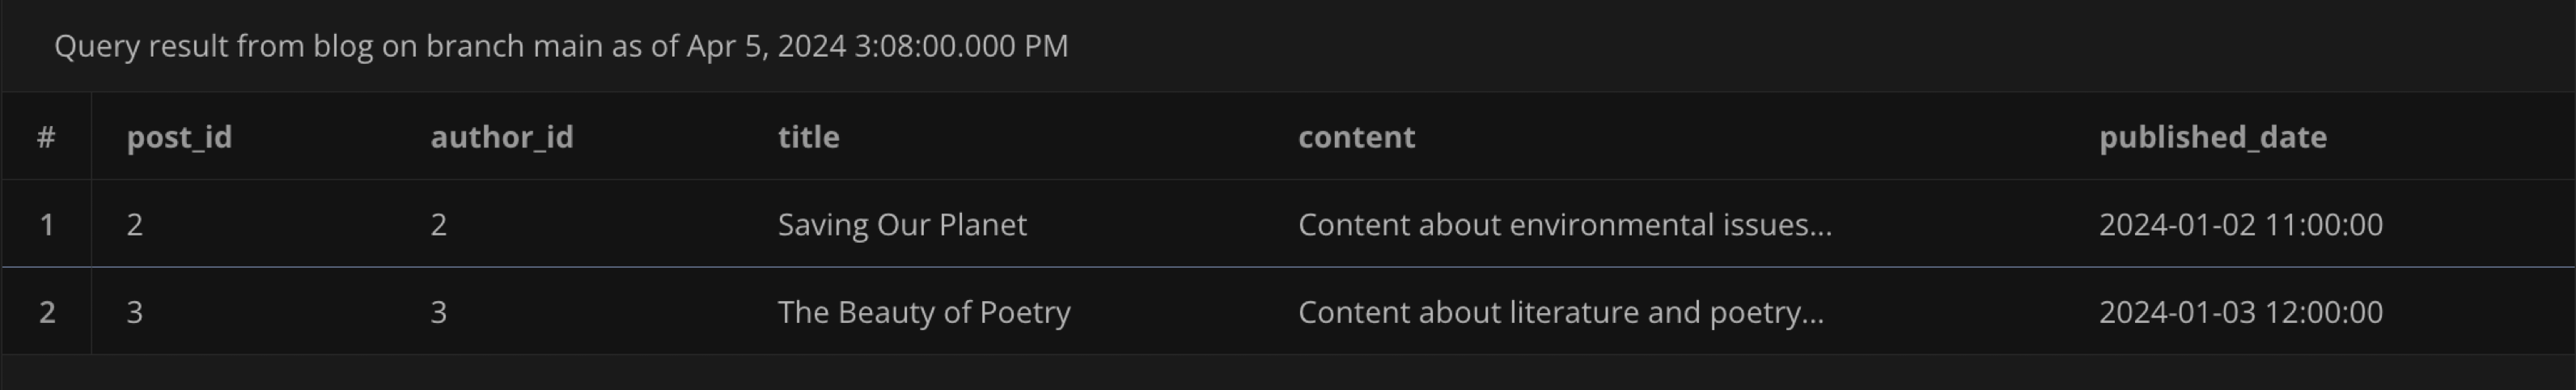 Query result from blog on branch main as of Apr 5, 2024 3:08:00.000 PM
# post_id author_id title content published_date
1 2 2 Saving Our Planet Content about environmental issues... 2024-01-02 11:00:00
2 3 3 The Beauty of Poetry Content about literature and poetry... 2024-01-03 12:00:00